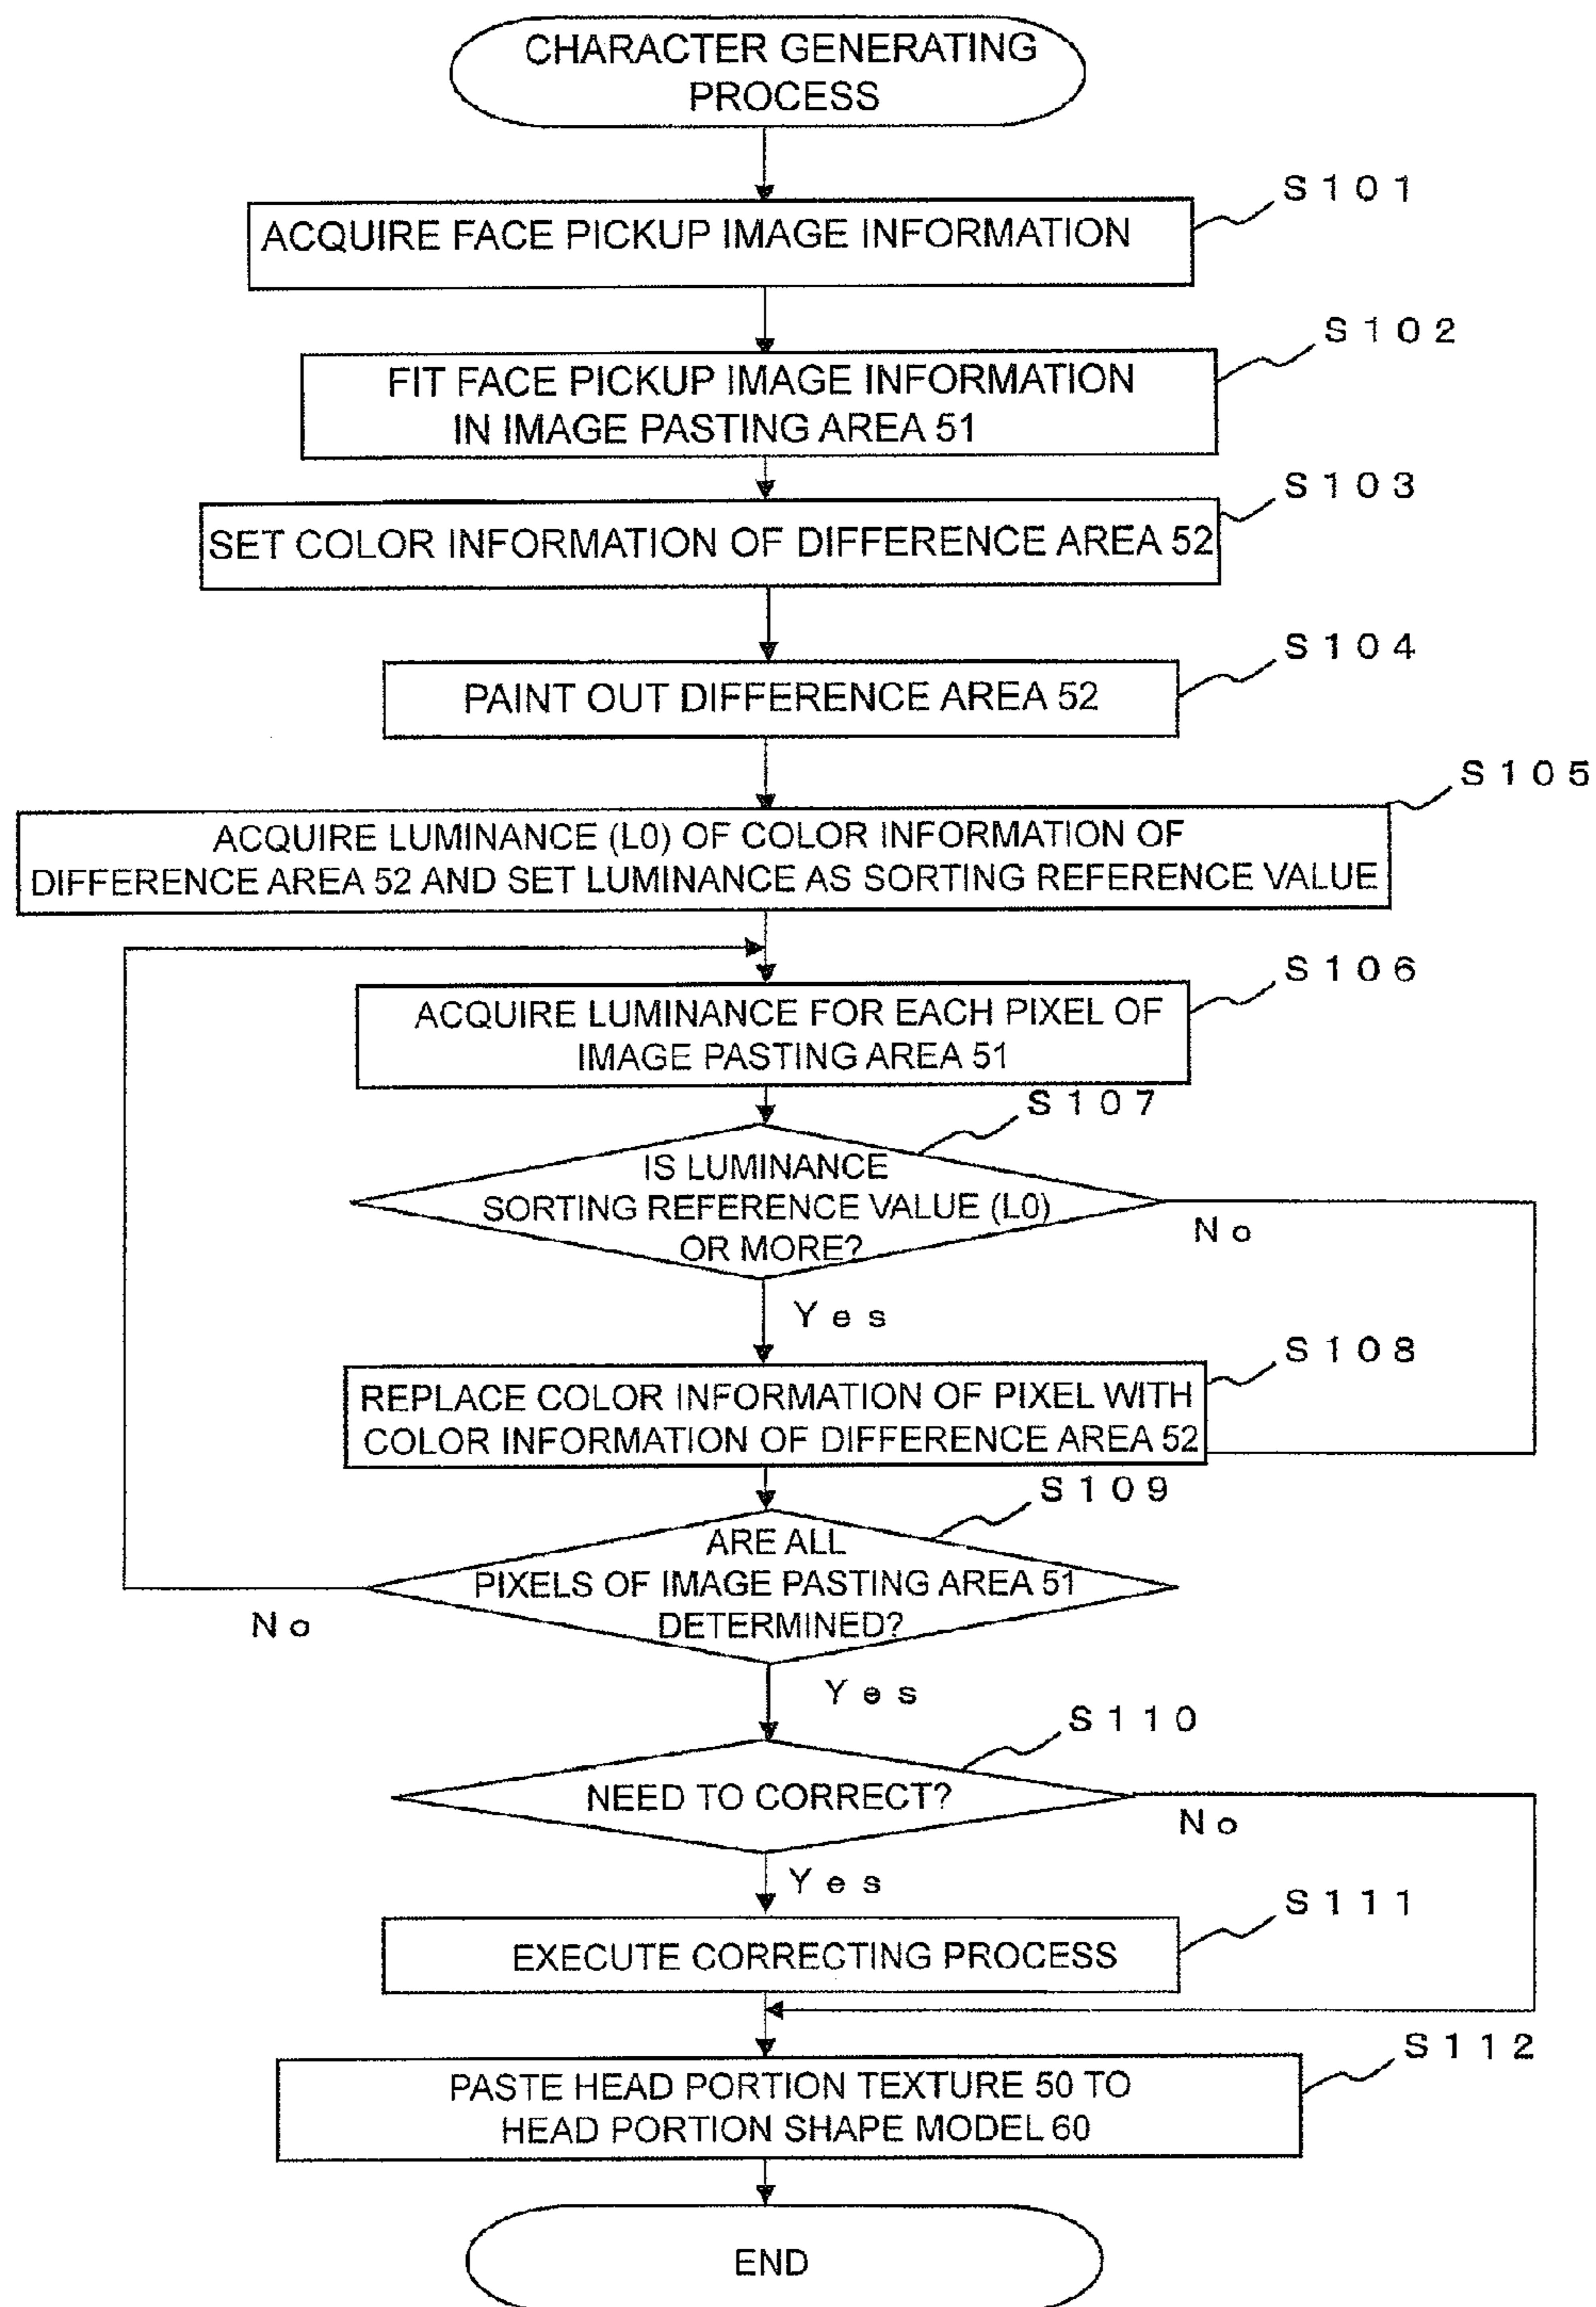 CHARACTER GENERATING
PROCESS
S101
ACQUIRE FACE PICKUP IMAGE INFORMATION
S102
FIT FACE PICKUP IMAGE INFORMATION
IN IMAGE PASTING AREA 51
S103
SET COLOR INFORMATION OF DIFFERENCE AREA 52
S104
PAINT OUT DIFFERENCE AREA 52
S105
ACQUIRE LUMINANCE (L0) OF COLOR INFORMATION OF
DIFFERENCE AREA 52 AND SET LUMINANCE AS SORTING REFERENCE VALUE
S106
ACQUIRE LUMINANCE FOR EACH PIXEL OF
IMAGE PASTING AREA 51
S107
IS LUMINANCE
SORTING REFERENCE VALUE (L0)
OR MORE?
No
Yes
S108
REPLACE COLOR INFORMATION OF PIXEL WITH
COLOR INFORMATION OF DIFFERENCE AREA 52
S109
ARE ALL
PIXELS OF IMAGE PASTING AREA 51
DETERMINED?
No
Yes
S110
NEED TO CORRECT?
No
Yes
S111
EXECUTE CORRECTING PROCESS
S112
PASTE HEAD PORTION TEXTURE 50 TO
HEAD PORTION SHAPE MODEL 60
END